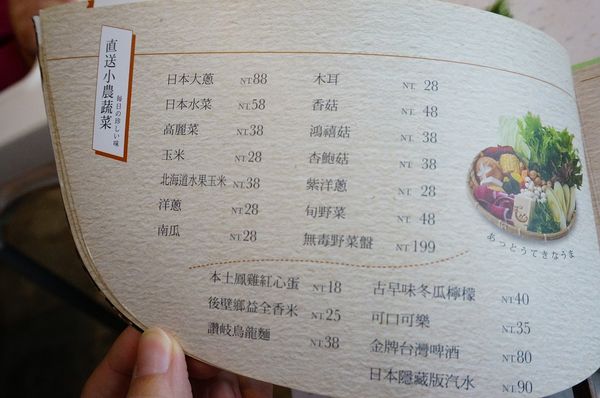 直送小農蔬菜
毎日の珍しい味
日本大蔥 NT.88
日本水菜 NT.58
高麗菜 NT.38
玉米 NT.28
北海道水果玉米 NT.38
洋蔥 NT.28
南瓜 NT.28
木耳 NT. 28
香菇 NT. 48
鴻禧菇 NT. 38
杏鮑菇 NT. 38
紫洋蔥 NT. 28
旬野菜 NT. 48
無毒野菜盤 NT.199
あっとうてきなうま
本土鳳雞紅心蛋 NT.18
後壁鄉益全香米 NT.25
讚岐烏龍麵 NT.38
古早味冬瓜檸檬 NT.40
可口可樂 NT.35
金牌台灣啤酒 NT.80
日本隱藏版汽水 NT.90